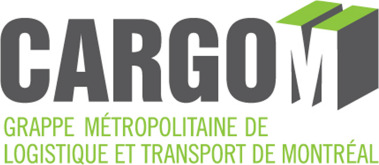 CARGOM
GRAPPE MÉTROPOLITAINE DE
LOGISTIQUE ET TRANSPORT DE MONTRÉAL